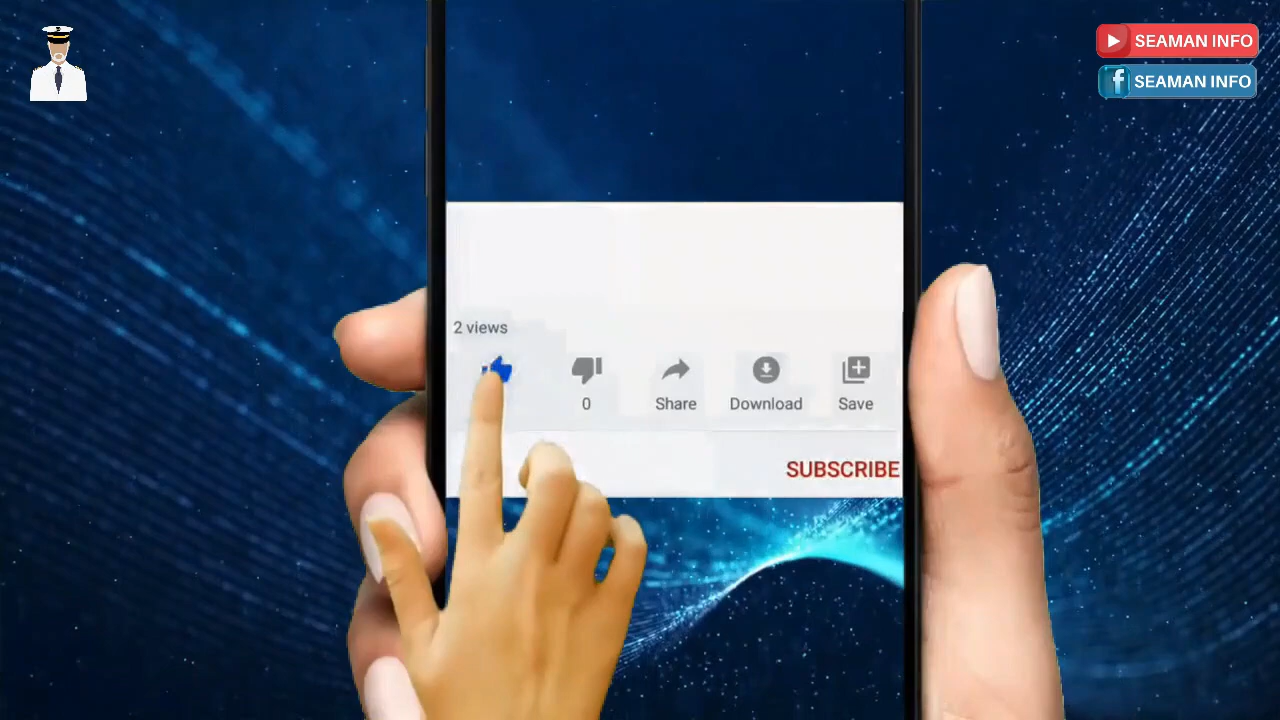 SEAMAN INFO
SEAMAN INFO
2 views
0
Share
Download
Save
SUBSCRIBE